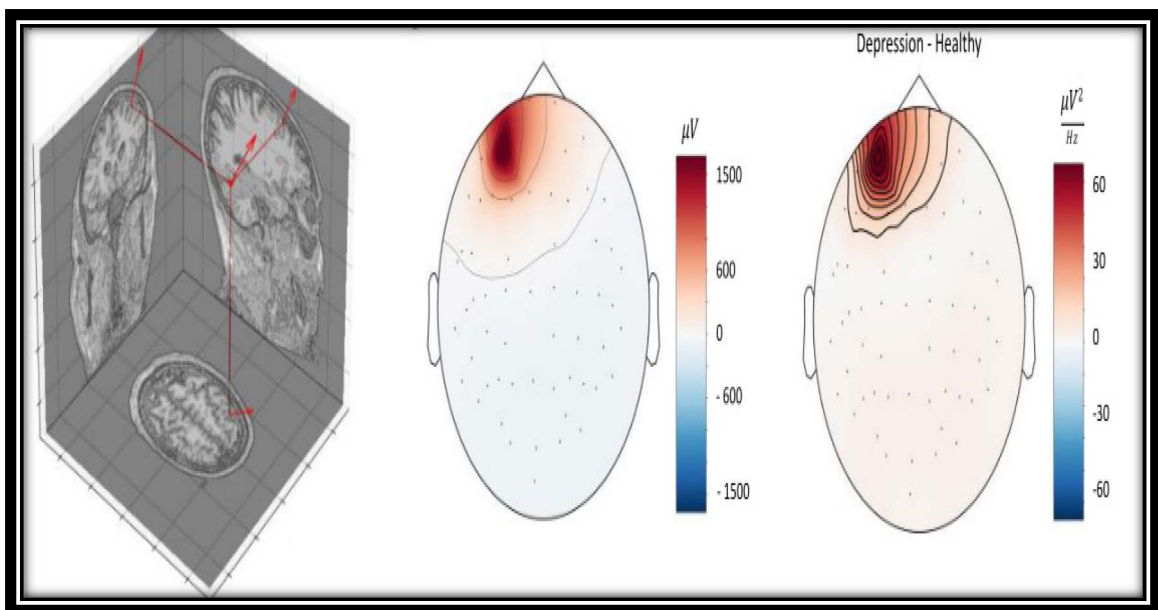 μV
1500
600
0
- 600
- 1500
Depression - Healthy
μV²
Hz
60
30
0
-30
-60